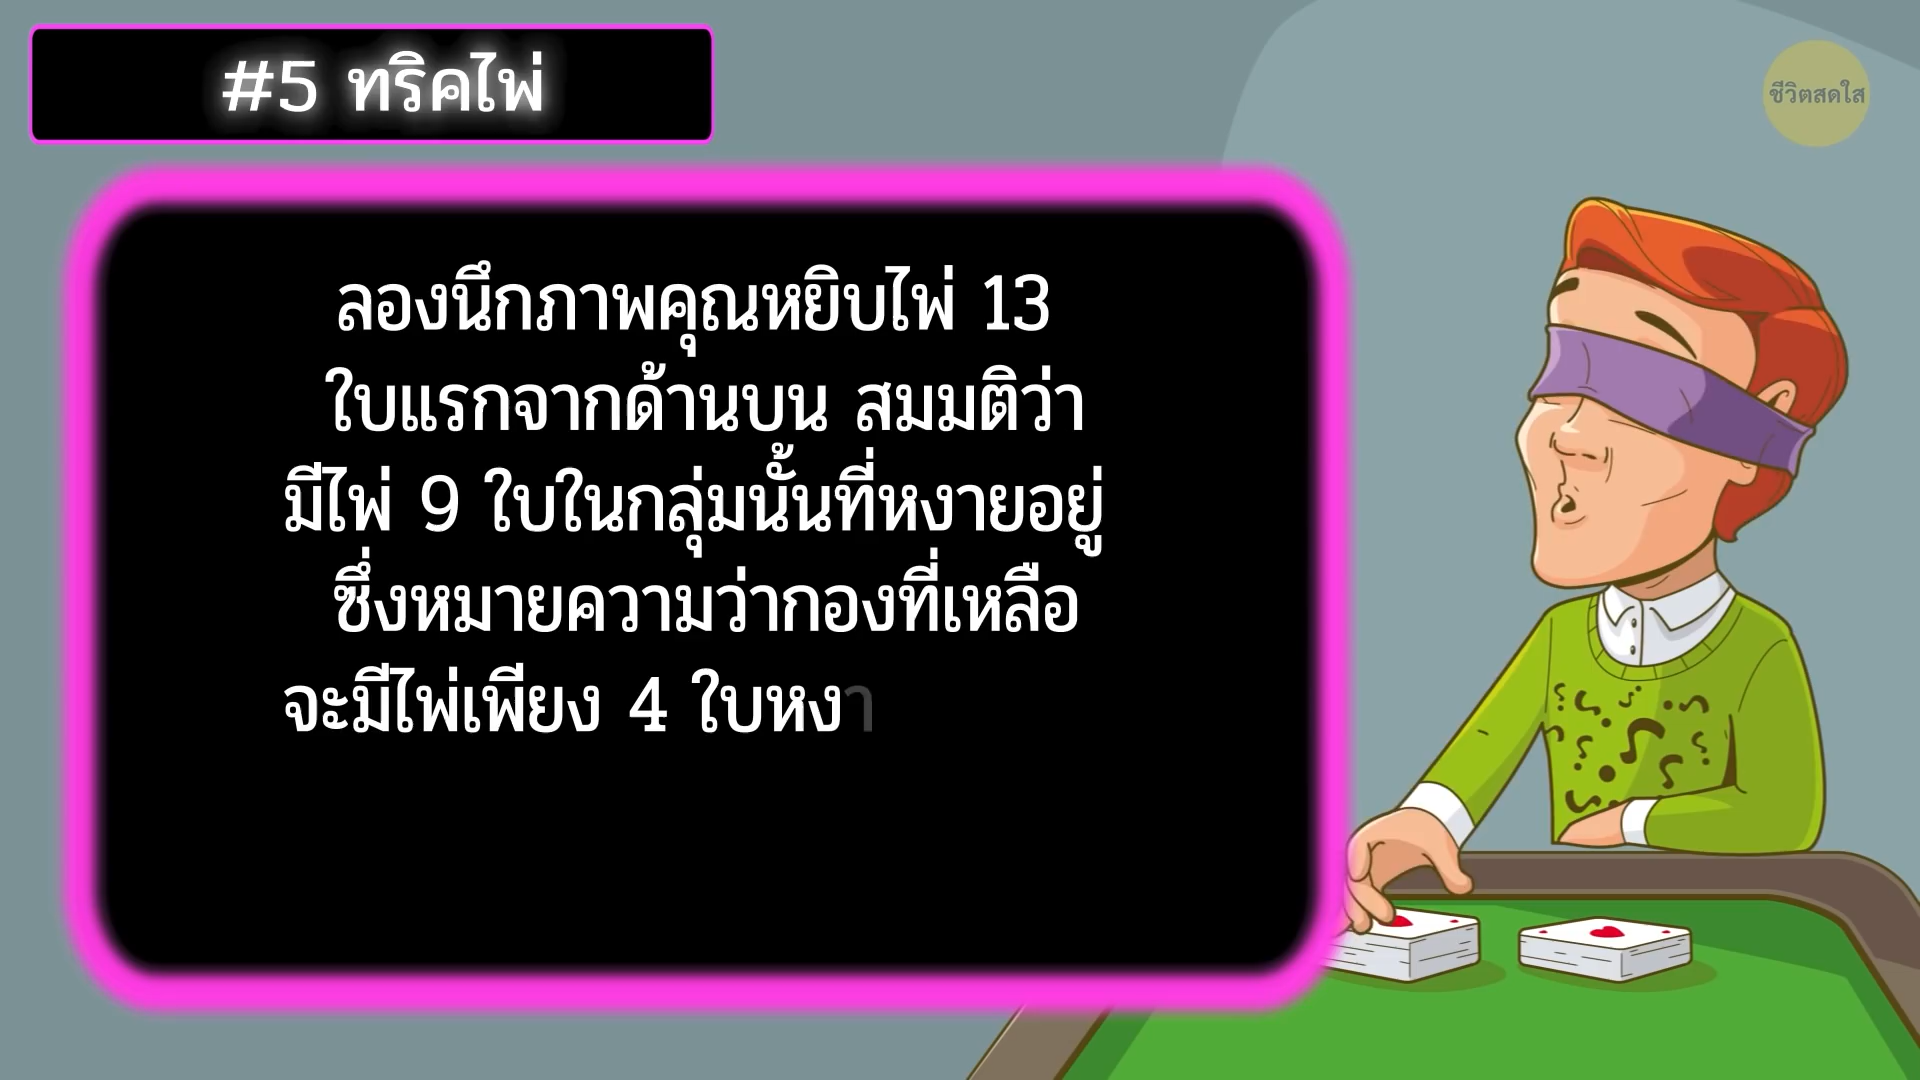 #5 ทริคไพ่
ชีวิตสดใส
ลองนึกภาพคุณหยิบไพ่ 13
ใบแรกจากด้านบน สมมติว่า
มีไพ่ 9 ใบในกลุ่มนั้นที่หงายอยู่
ซึ่งหมายความว่ากองที่เหลือ
จะมีไพ่เพียง 4 ใบหงา